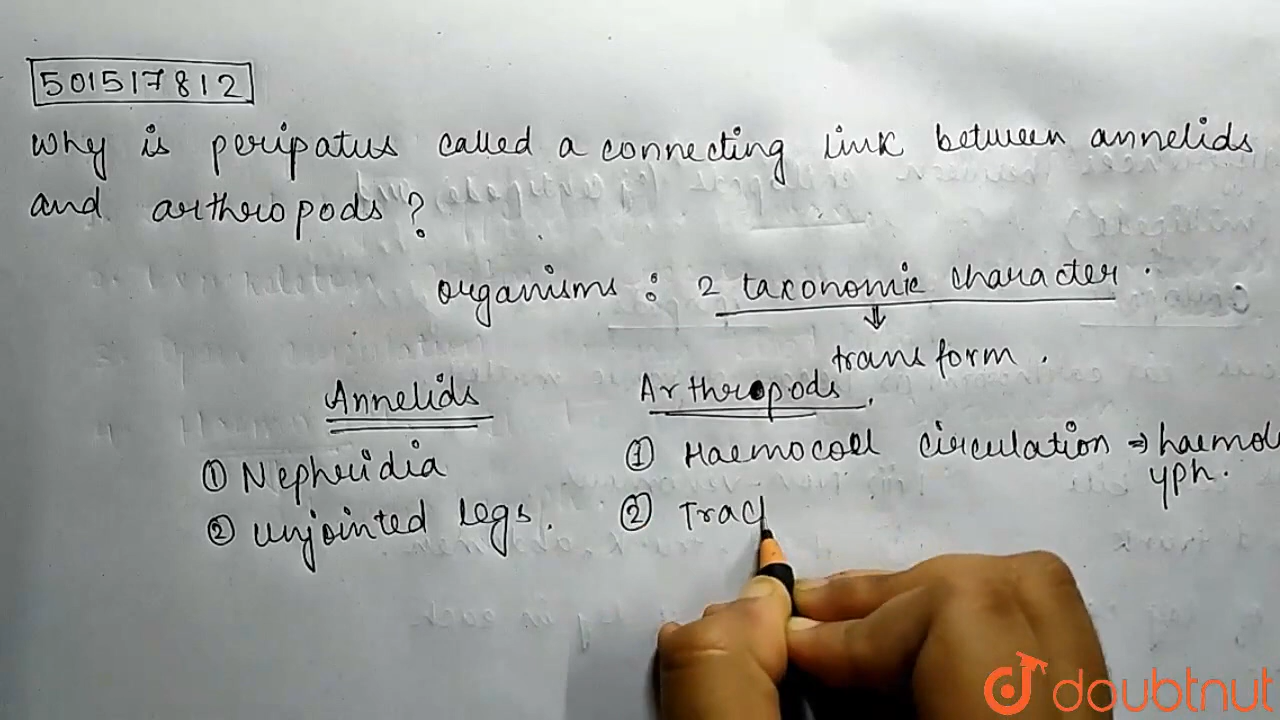 501517812
Why is peripatus called a connecting link between annelids
and arthropods?
organisms : 2 taxonomic character.
⇓
transform.
Annelids
① Nephridia
② unjointed legs.
Arthropods.
① Haemocoel circulation ⇒ haemol
yph.
② Trac
doubtnut